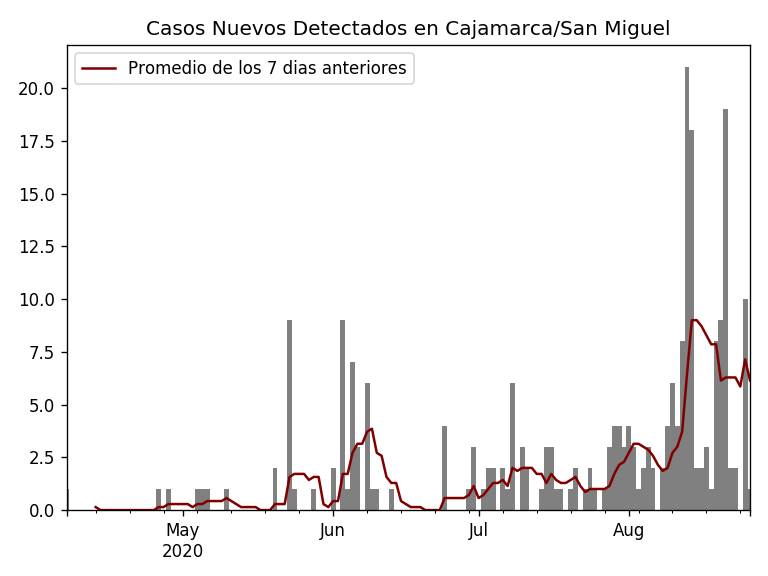 Casos Nuevos Detectados en Cajamarca/San Miguel
Promedio de los 7 dias anteriores
20.0
17.5
15.0
12.5
10.0
7.5
5.0
2.5
0.0
May
2020
Jun
Jul
Aug